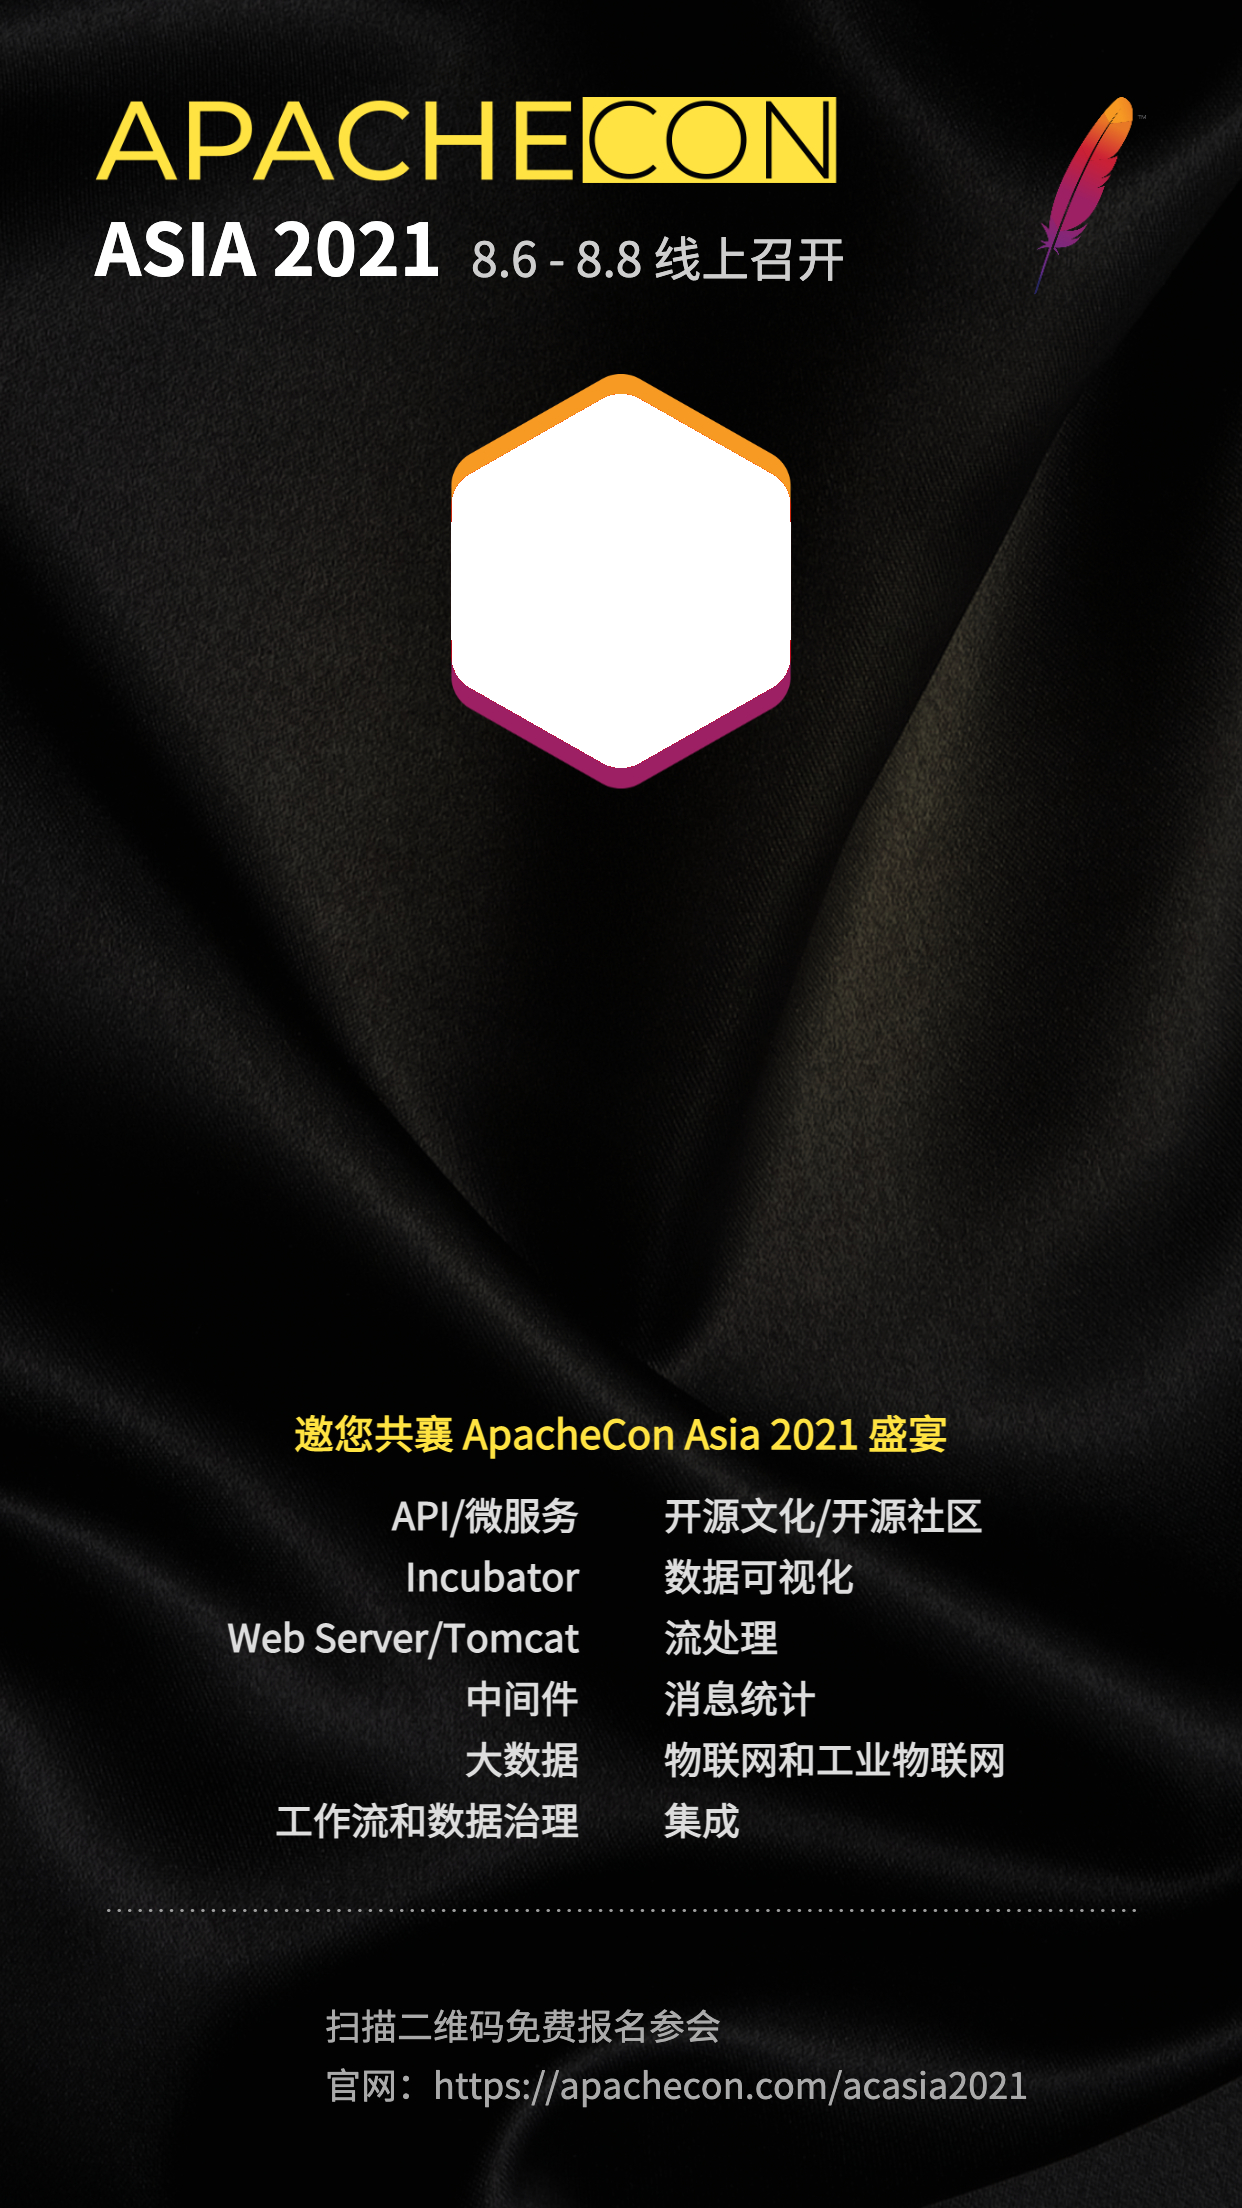 APACHECON
ASIA 2021 8.6 - 8.8 线上召开
TM
邀您共襄 ApacheCon Asia 2021 盛宴
API/微服务 开源文化/开源社区
Incubator 数据可视化
Web Server/Tomcat 流处理
中间件 消息统计
大数据 物联网和工业物联网
工作流和数据治理 集成
扫描二维码免费报名参会
官网：https://apachecon.com/acasia2021